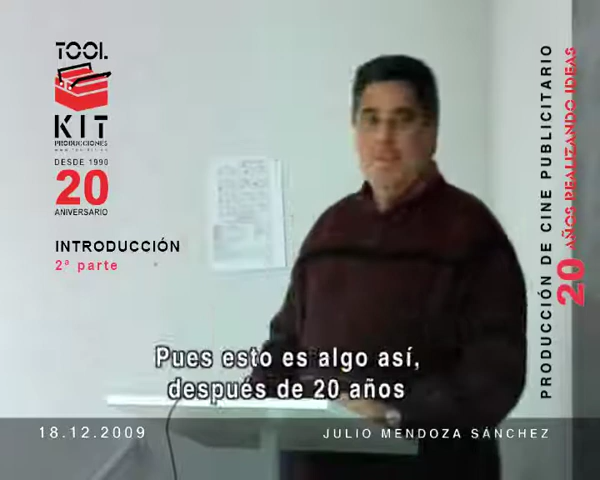 TOOL
KIT
PRODUCCIONES
DESDE 1990
20
ANIVERSARIO
INTRODUCCIÓN
2ª parte
PRODUCCIÓN DE CINE PUBLICITARIO
20 AÑOS REALIZANDO IDEAS
Pues esto es algo así,
después de 20 años
18.12.2009
JULIO MENDOZA SÁNCHEZ